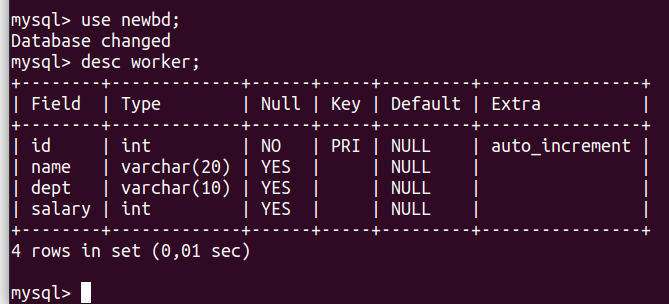 mysql> use newbd;
Database changed
mysql> desc worker;
+--------+-------------+------+-----+---------+----------------+
| Field  | Type        | Null | Key | Default | Extra          |
+--------+-------------+------+-----+---------+----------------+
| id     | int         | NO   | PRI | NULL    | auto_increment |
| name   | varchar(20) | YES  |     | NULL    |                |
| dept   | varchar(10) | YES  |     | NULL    |                |
| salary | int         | YES  |     | NULL    |                |
+--------+-------------+------+-----+---------+----------------+
4 rows in set (0,01 sec)
mysql>